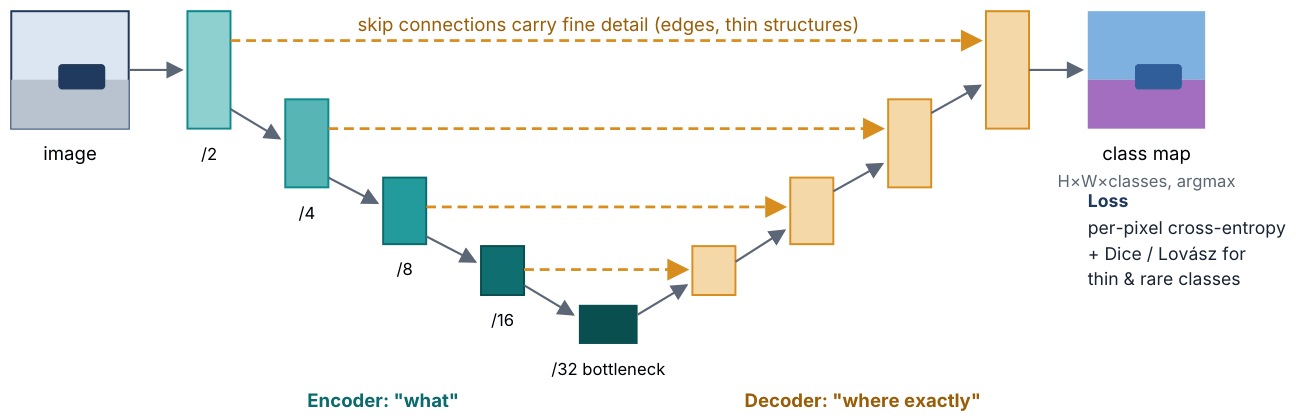 skip connections carry fine detail (edges, thin structures)
image
/2
class map
H×W×classes, argmax
Loss
per-pixel cross-entropy
+ Dice / Lovász for
thin & rare classes
/4
/8
/16
/32 bottleneck
Encoder: "what"
Decoder: "where exactly"